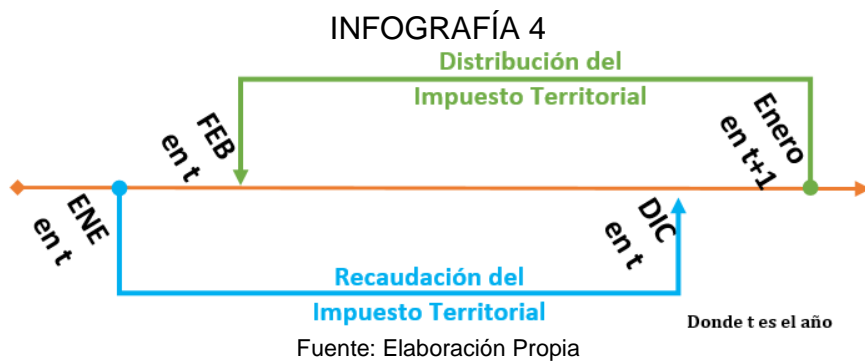 INFOGRAFÍA 4
Distribución del
Impuesto Territorial
FEB
en t
Enero
en t+1
ENE
en t
DIC
en t
Recaudación del
Impuesto Territorial
Donde t es el año
Fuente: Elaboración Propia